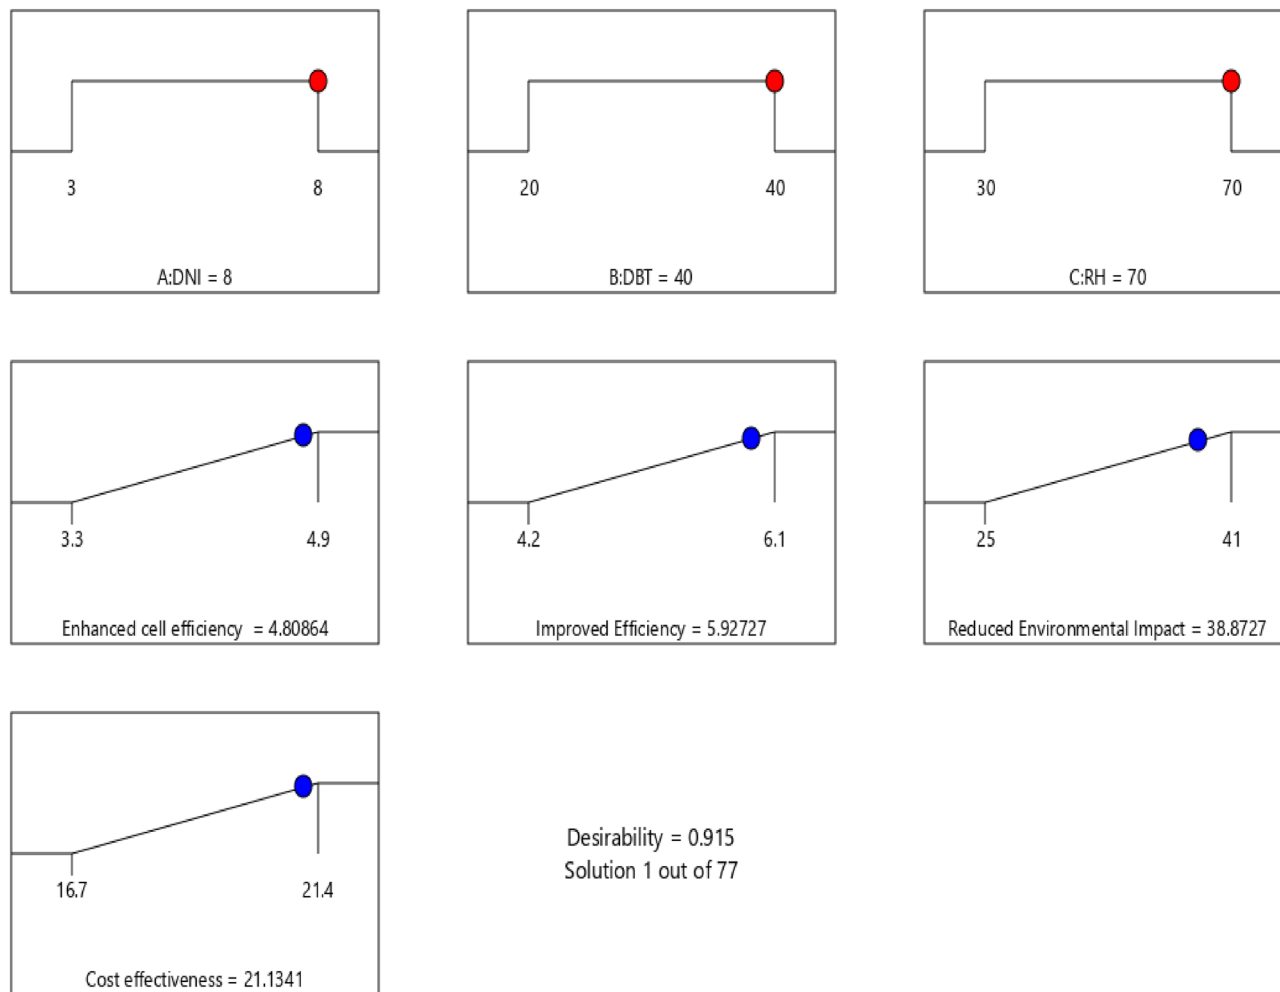 3 8
A:DNI = 8
20 40
B:DBT = 40
30 70
C:RH = 70
3.3 4.9
Enhanced cell efficiency = 4.80864
4.2 6.1
Improved Efficiency = 5.92727
25 41
Reduced Environmental Impact = 38.8727
16.7 21.4
Cost effectiveness = 21.1341
Desirability = 0.915
Solution 1 out of 77